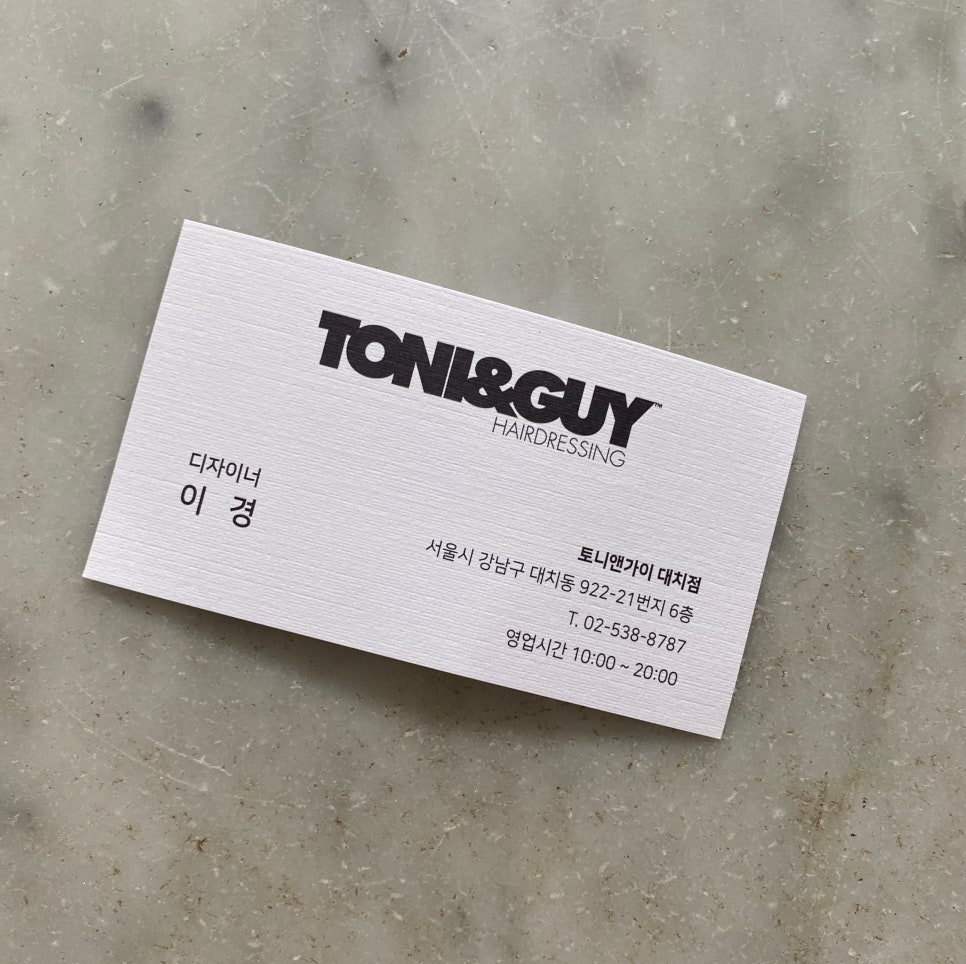 TONI&GUY™
HAIRDRESSING
디자이너
이 경
토니앤가이 대치점
서울시 강남구 대치동 922-21번지 6층
T. 02-538-8787
영업시간 10:00 ~ 20:00